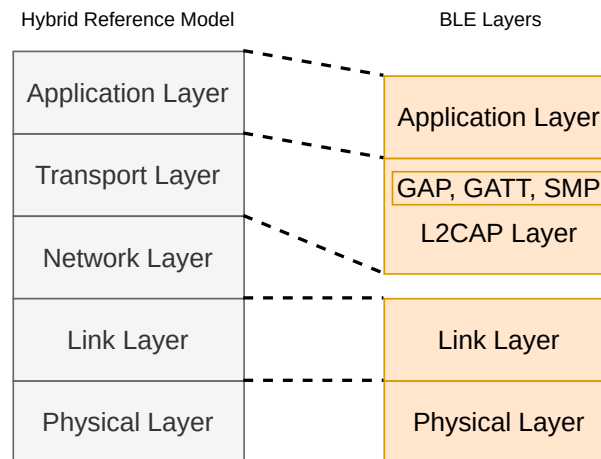 Hybrid Reference Model
Application Layer
Transport Layer
Network Layer
Link Layer
Physical Layer
BLE Layers
Application Layer
GAP, GATT, SMP
L2CAP Layer
Link Layer
Physical Layer